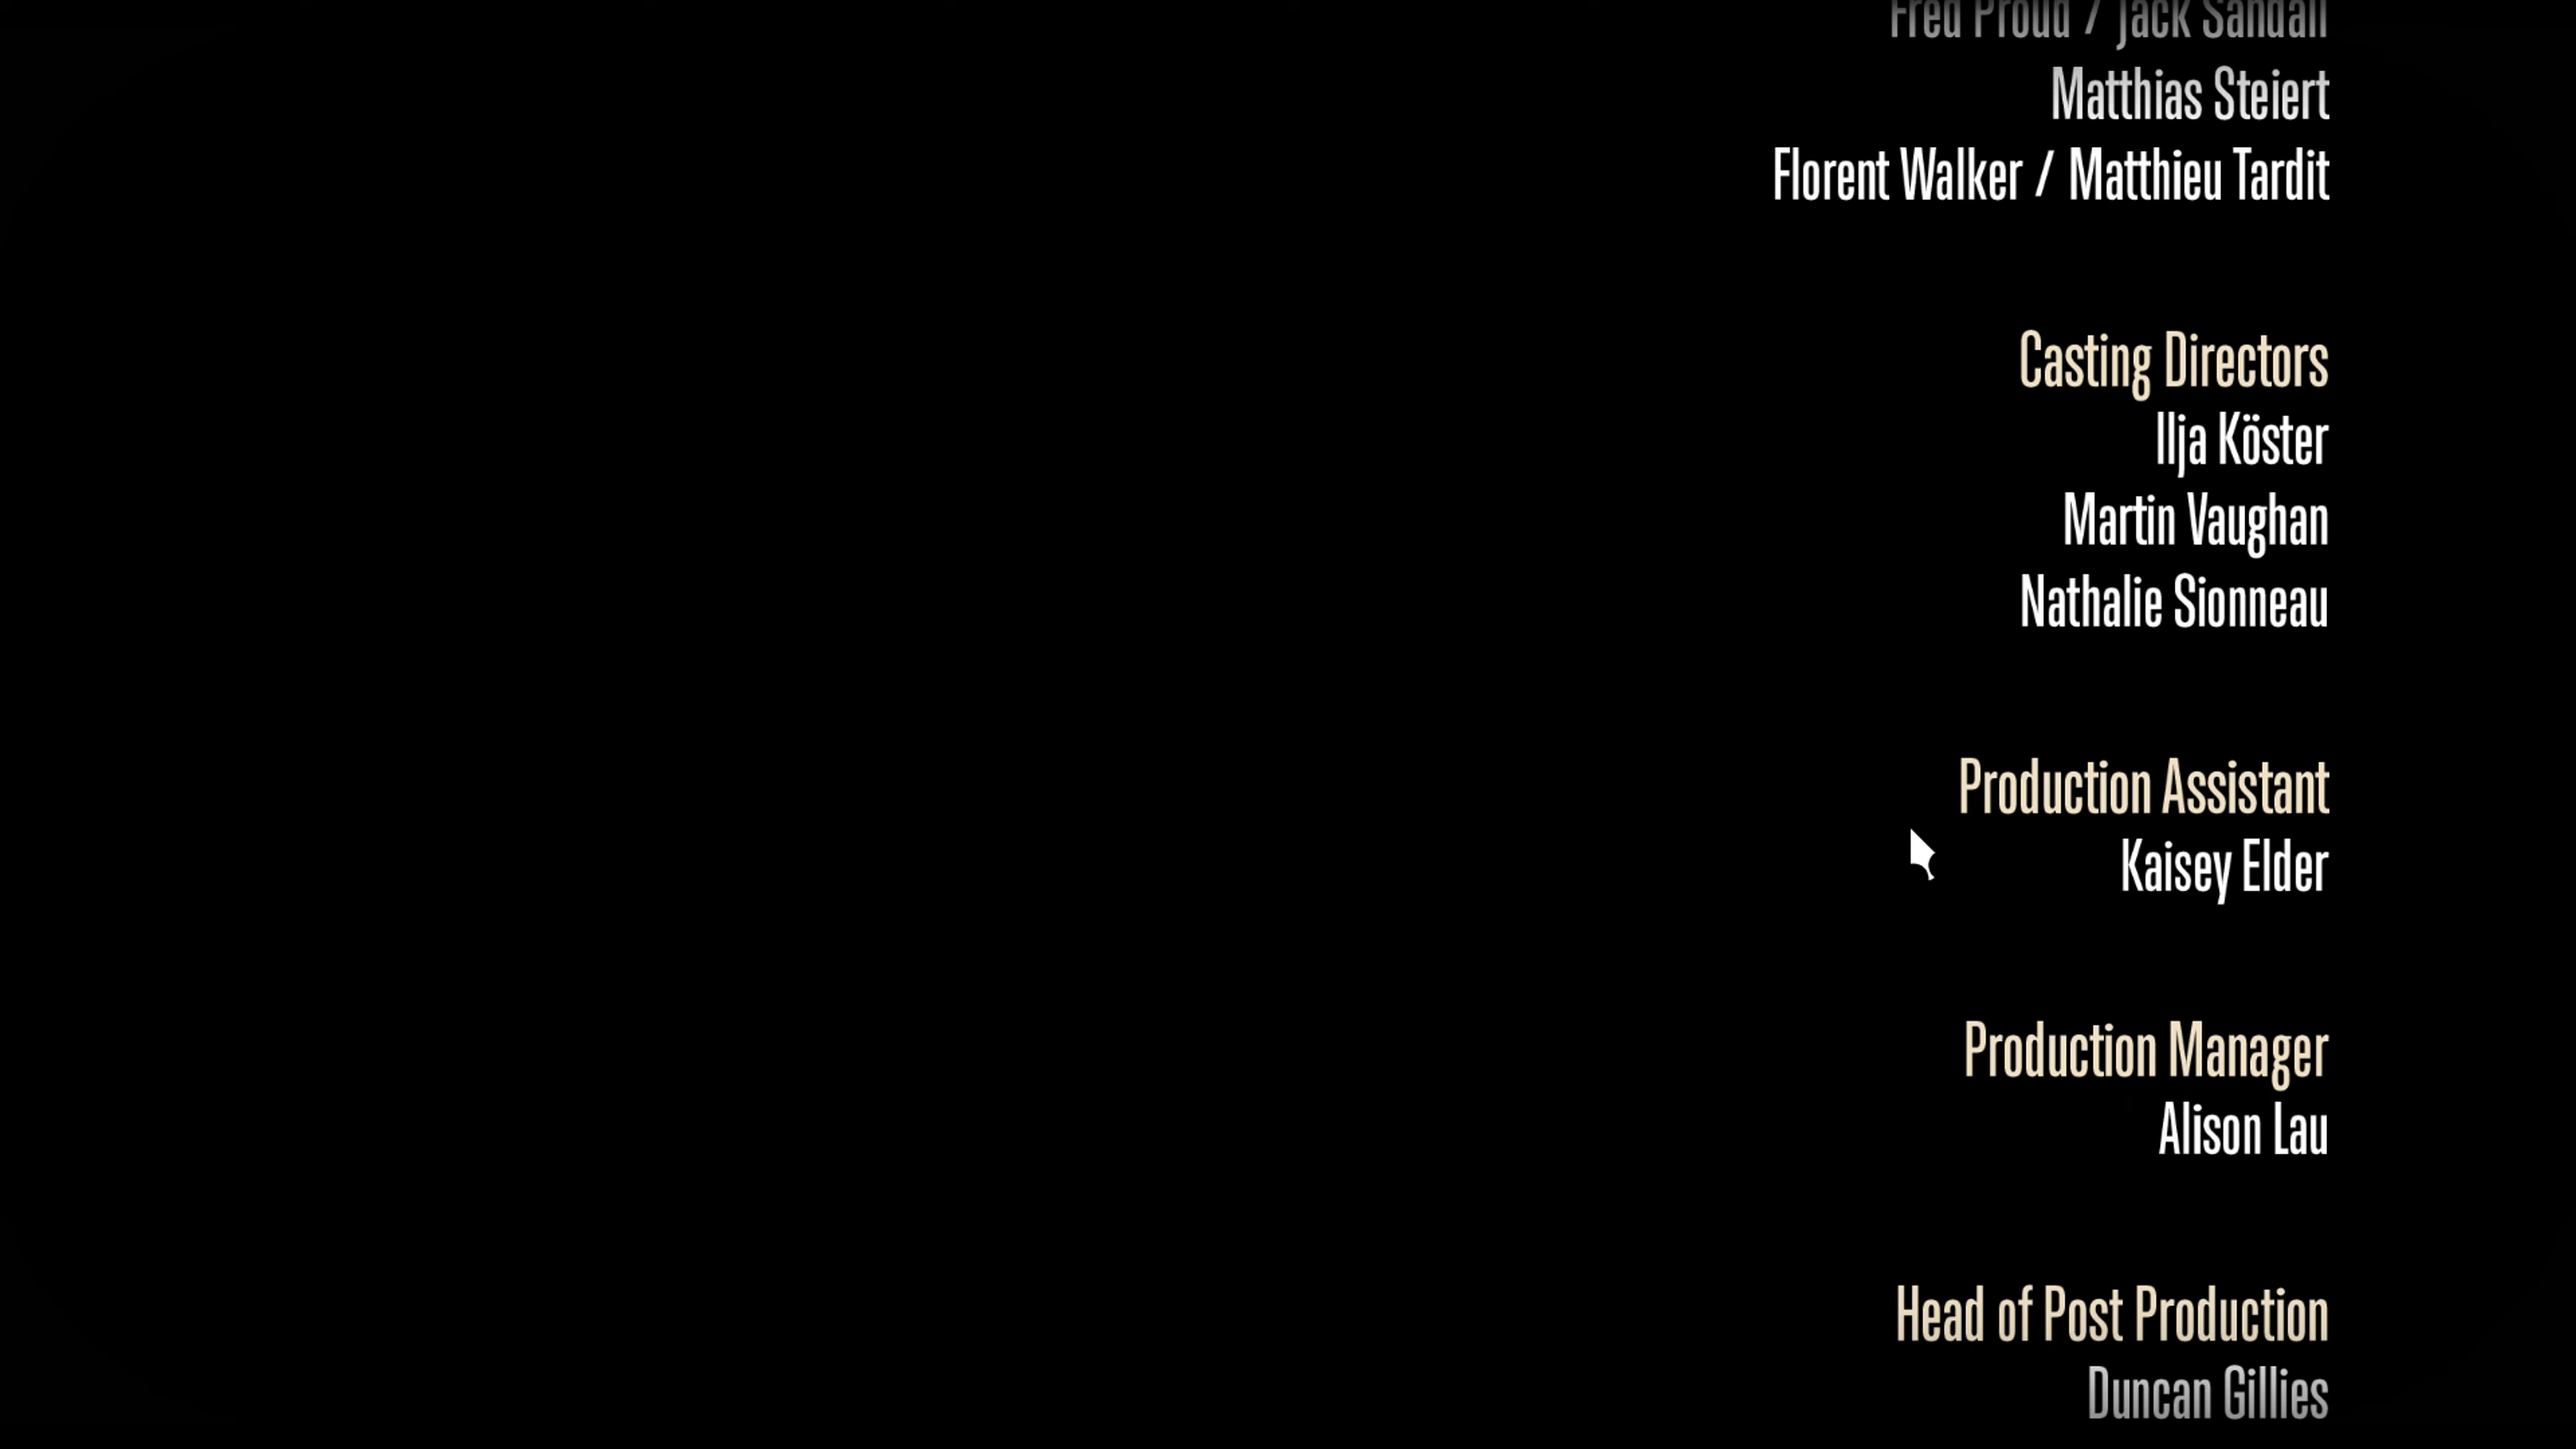 Fred Proud / Jack Sandall
Matthias Steiert
Florent Walker / Matthieu Tardit
Casting Directors
Ilja Köster
Martin Vaughan
Nathalie Sionneau
Production Assistant
Kaisey Elder
Production Manager
Alison Lau
Head of Post Production
Duncan Gillies